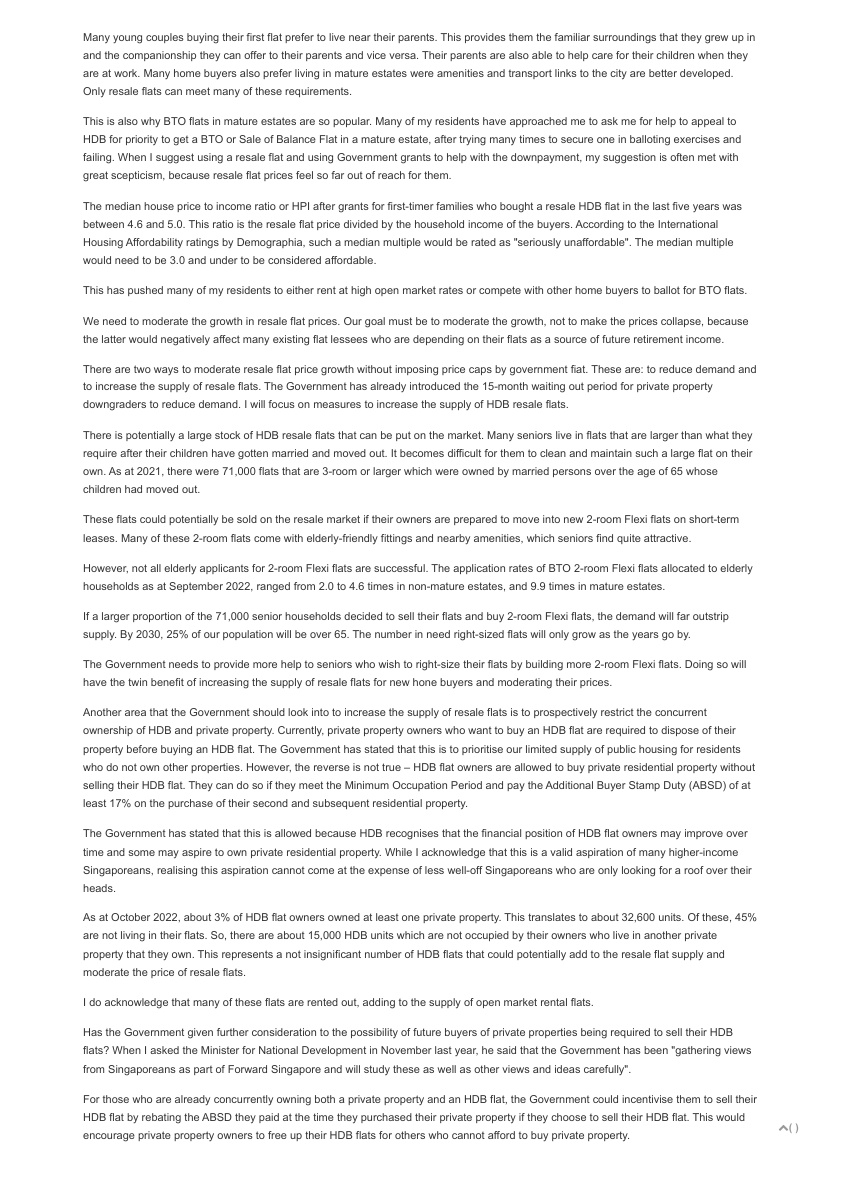 Many young couples buying their first flat prefer to live near their parents. This provides them the familiar surroundings that they grew up in
and the companionship they can offer to their parents and vice versa. Their parents are also able to help care for their children when they
are at work. Many home buyers also prefer living in mature estates were amenities and transport links to the city are better developed.
Only resale flats can meet many of these requirements.
This is also why BTO flats in mature estates are so popular. Many of my residents have approached me to ask me for help to appeal to
HDB for priority to get a BTO or Sale of Balance Flat in a mature estate, after trying many times to secure one in balloting exercises and
failing. When I suggest using a resale flat and using Government grants to help with the downpayment, my suggestion is often met with
great scepticism, because resale flat prices feel so far out of reach for them.
The median house price to income ratio or HPI after grants for first-timer families who bought a resale HDB flat in the last five years was
between 4.6 and 5.0. This ratio is the resale flat price divided by the household income of the buyers. According to the International
Housing Affordability ratings by Demographia, such a median multiple would be rated as "seriously unaffordable". The median multiple
would need to be 3.0 and under to be considered affordable.
This has pushed many of my residents to either rent at high open market rates or compete with other home buyers to ballot for BTO flats.
We need to moderate the growth in resale flat prices. Our goal must be to moderate the growth, not to make the prices collapse, because
the latter would negatively affect many existing flat lessees who are depending on their flats as a source of future retirement income.
There are two ways to moderate resale flat price growth without imposing price caps by government fiat. These are: to reduce demand and
to increase the supply of resale flats. The Government has already introduced the 15-month waiting out period for private property
downgraders to reduce demand. I will focus on measures to increase the supply of HDB resale flats.
There is potentially a large stock of HDB resale flats that can be put on the market. Many seniors live in flats that are larger than what they
require after their children have gotten married and moved out. It becomes difficult for them to clean and maintain such a large flat on their
own. As at 2021, there were 71,000 flats that are 3-room or larger which were owned by married persons over the age of 65 whose
children had moved out.
These flats could potentially be sold on the resale market if their owners are prepared to move into new 2-room Flexi flats on short-term
leases. Many of these 2-room flats come with elderly-friendly fittings and nearby amenities, which seniors find quite attractive.
However, not all elderly applicants for 2-room Flexi flats are successful. The application rates of BTO 2-room Flexi flats allocated to elderly
households as at September 2022, ranged from 2.0 to 4.6 times in non-mature estates, and 9.9 times in mature estates.
If a larger proportion of the 71,000 senior households decided to sell their flats and buy 2-room Flexi flats, the demand will far outstrip
supply. By 2030, 25% of our population will be over 65. The number in need right-sized flats will only grow as the years go by.
The Government needs to provide more help to seniors who wish to right-size their flats by building more 2-room Flexi flats. Doing so will
have the twin benefit of increasing the supply of resale flats for new hone buyers and moderating their prices.
Another area that the Government should look into to increase the supply of resale flats is to prospectively restrict the concurrent
ownership of HDB and private property. Currently, private property owners who want to buy an HDB flat are required to dispose of their
property before buying an HDB flat. The Government has stated that this is to prioritise our limited supply of public housing for residents
who do not own other properties. However, the reverse is not true – HDB flat owners are allowed to buy private residential property without
selling their HDB flat. They can do so if they meet the Minimum Occupation Period and pay the Additional Buyer Stamp Duty (ABSD) of at
least 17% on the purchase of their second and subsequent residential property.
The Government has stated that this is allowed because HDB recognises that the financial position of HDB flat owners may improve over
time and some may aspire to own private residential property. While I acknowledge that this is a valid aspiration of many higher-income
Singaporeans, realising this aspiration cannot come at the expense of less well-off Singaporeans who are only looking for a roof over their
heads.
As at October 2022, about 3% of HDB flat owners owned at least one private property. This translates to about 32,600 units. Of these, 45%
are not living in their flats. So, there are about 15,000 HDB units which are not occupied by their owners who live in another private
property that they own. This represents a not insignificant number of HDB flats that could potentially add to the resale flat supply and
moderate the price of resale flats.
I do acknowledge that many of these flats are rented out, adding to the supply of open market rental flats.
Has the Government given further consideration to the possibility of future buyers of private properties being required to sell their HDB
flats? When I asked the Minister for National Development in November last year, he said that the Government has been "gathering views
from Singaporeans as part of Forward Singapore and will study these as well as other views and ideas carefully".
For those who are already concurrently owning both a private property and an HDB flat, the Government could incentivise them to sell their
HDB flat by rebating the ABSD they paid at the time they purchased their private property if they choose to sell their HDB flat. This would
encourage private property owners to free up their HDB flats for others who cannot afford to buy private property.
( )